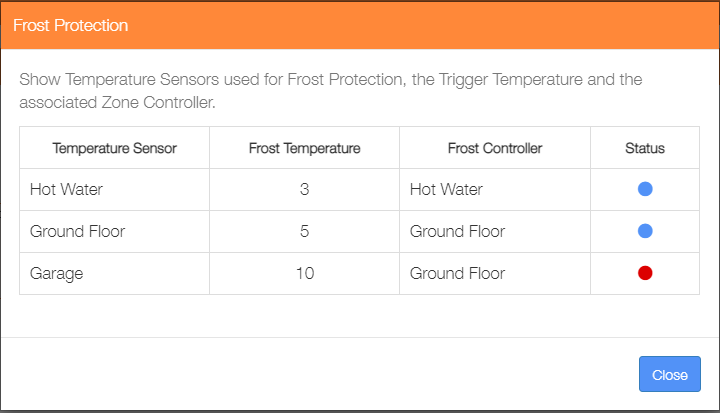 Frost Protection
Show Temperature Sensors used for Frost Protection, the Trigger Temperature and the
associated Zone Controller.
Temperature Sensor Frost Temperature Frost Controller Status
Hot Water 3 Hot Water
Ground Floor 5 Ground Floor
Garage 10 Ground Floor
Close